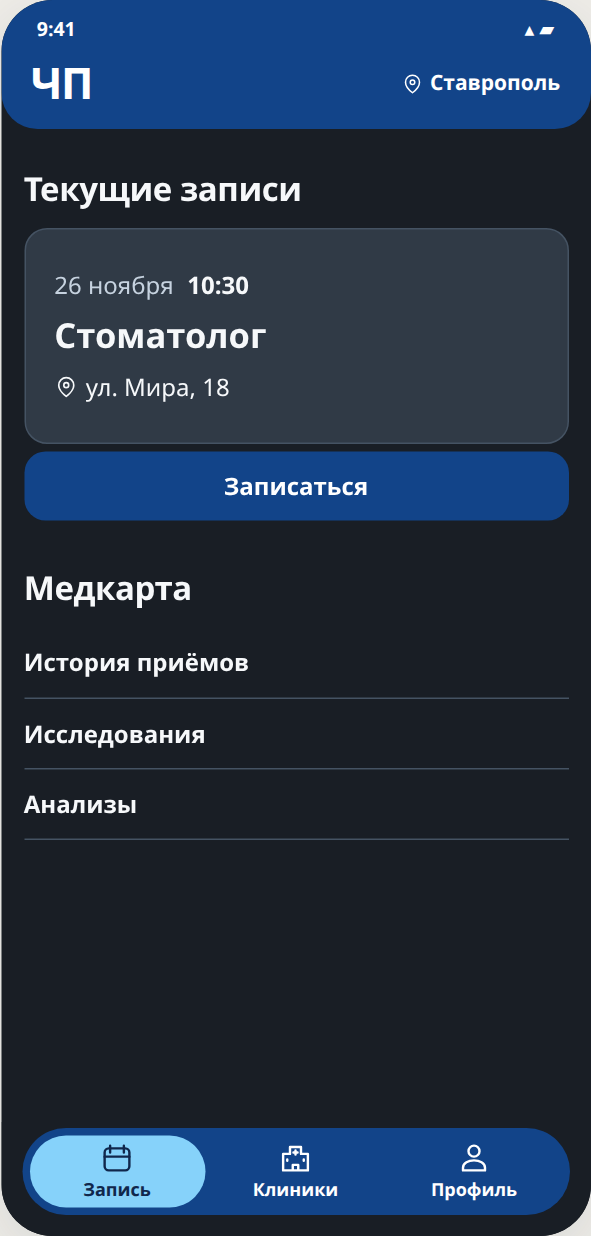 9:41
ЧП
Ставрополь
Текущие записи
26 ноября 10:30
Стоматолог
ул. Мира, 18
Записаться
Медкарта
История приёмов
Исследования
Анализы
Запись
Клиники
Профиль